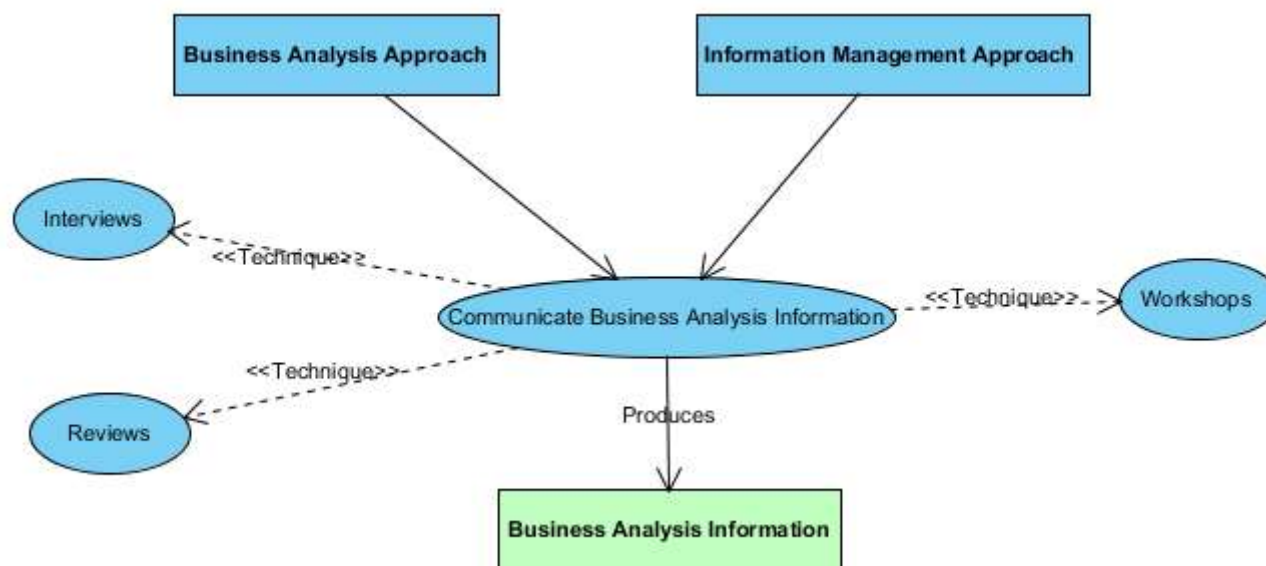 Business Analysis Approach
Information Management Approach
Interviews
<<Technique>>
Communicate Business Analysis Information
<<Technique>>
Workshops
<<Technique>>
Reviews
Produces
Business Analysis Information